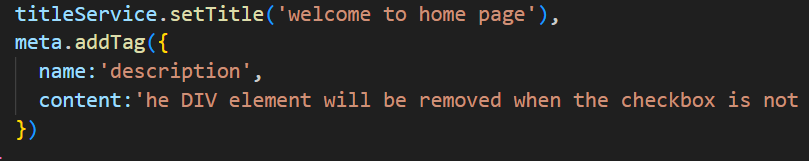 titleService.setTitle('welcome to home page'),
meta.addTag({
name:'description',
content:'he DIV element will be removed when the checkbox is not
})